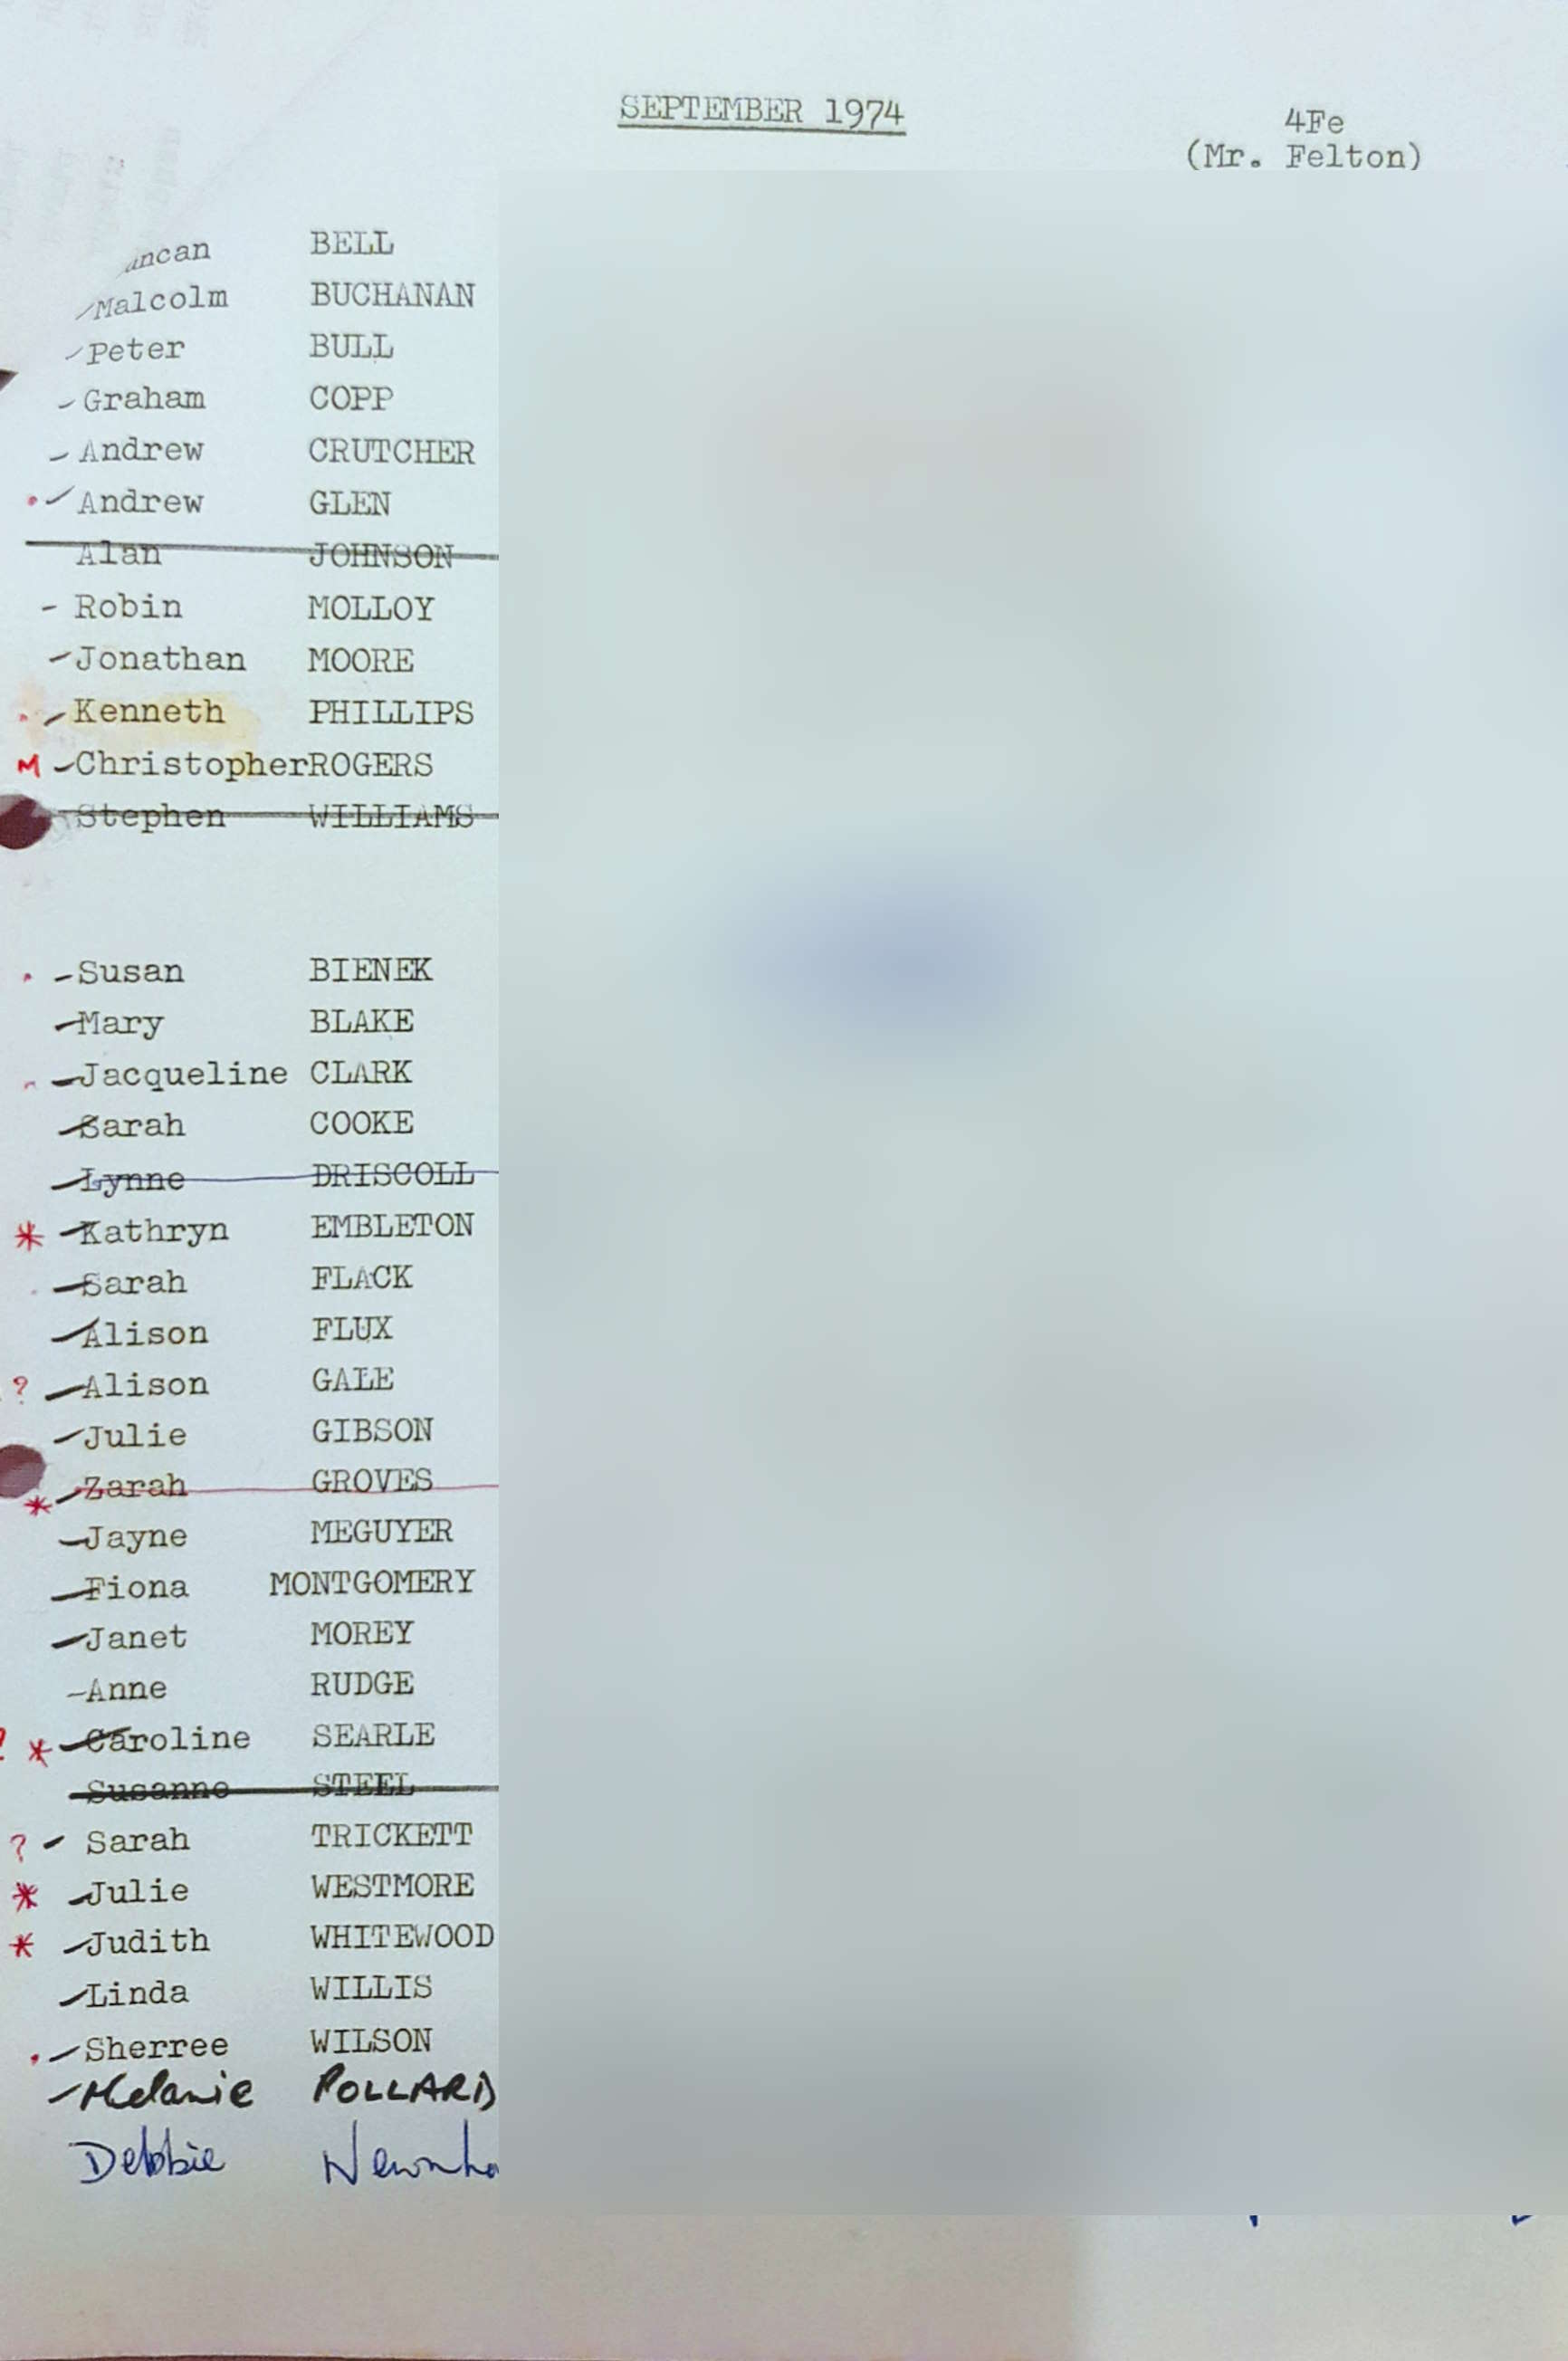 SEPTEMBER 1974
4Fe
(Mr. Felton)
BELL
Malcolm BUCHANAN
Peter BULL
Graham COPP
Andrew CRUTCHER
Andrew GLEN
Alan JOHNSON
Robin MOLLOY
Jonathan MOORE
Kenneth PHILLIPS
M Christopher ROGERS
Stephen WILLIAMS
Susan BIENEK
Mary BLAKE
Jacqueline CLARK
Sarah COOKE
Lynne DRISCOLL
* Kathryn EMBLETON
Sarah FLACK
Alison FLUX
? Alison GALE
Julie GIBSON
* Zarah GROVES
Jayne MEGUYER
Fiona MONTGOMERY
Janet MOREY
Anne RUDGE
? * Caroline SEARLE
Susanne STEEL
? Sarah TRICKETT
* Julie WESTMORE
* Judith WHITEWOOD
Linda WILLIS
Sherree WILSON
Melanie POLLARD
Debbie